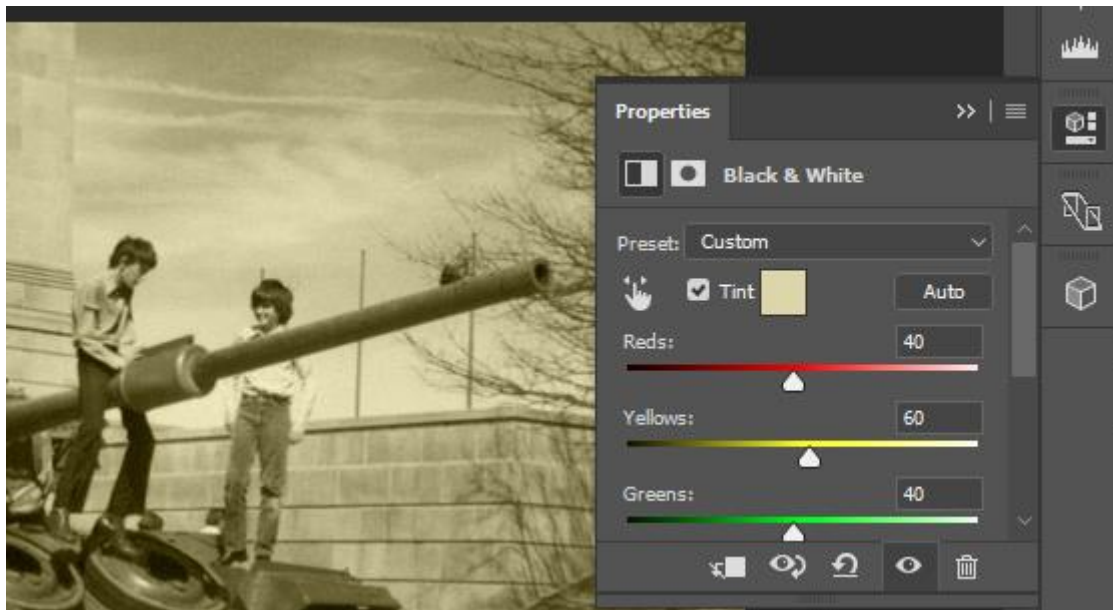 Properties
Black & White
Preset: Custom
Tint Auto
Reds: 40
Yellows: 60
Greens: 40